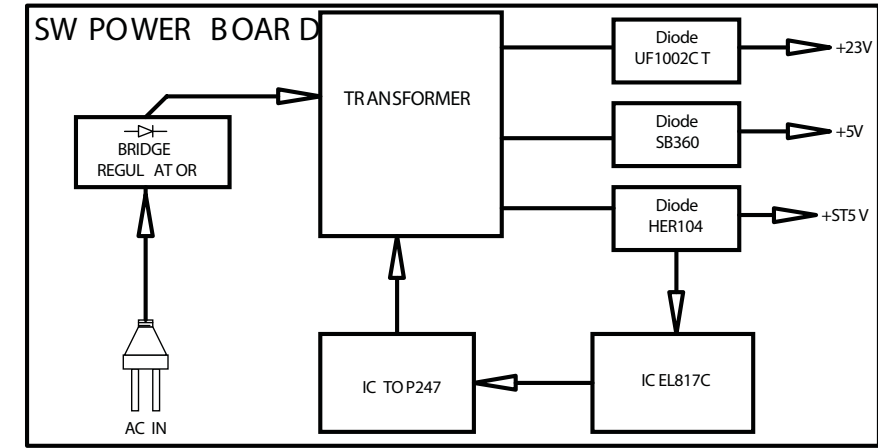 SW POWER BOARD
Diode
UF1002CT
+23V
TRANSFORMER
Diode
SB360
+5V
BRIDGE
REGULATOR
Diode
HER104
+ST5V
IC TOP247
IC EL817C
AC IN